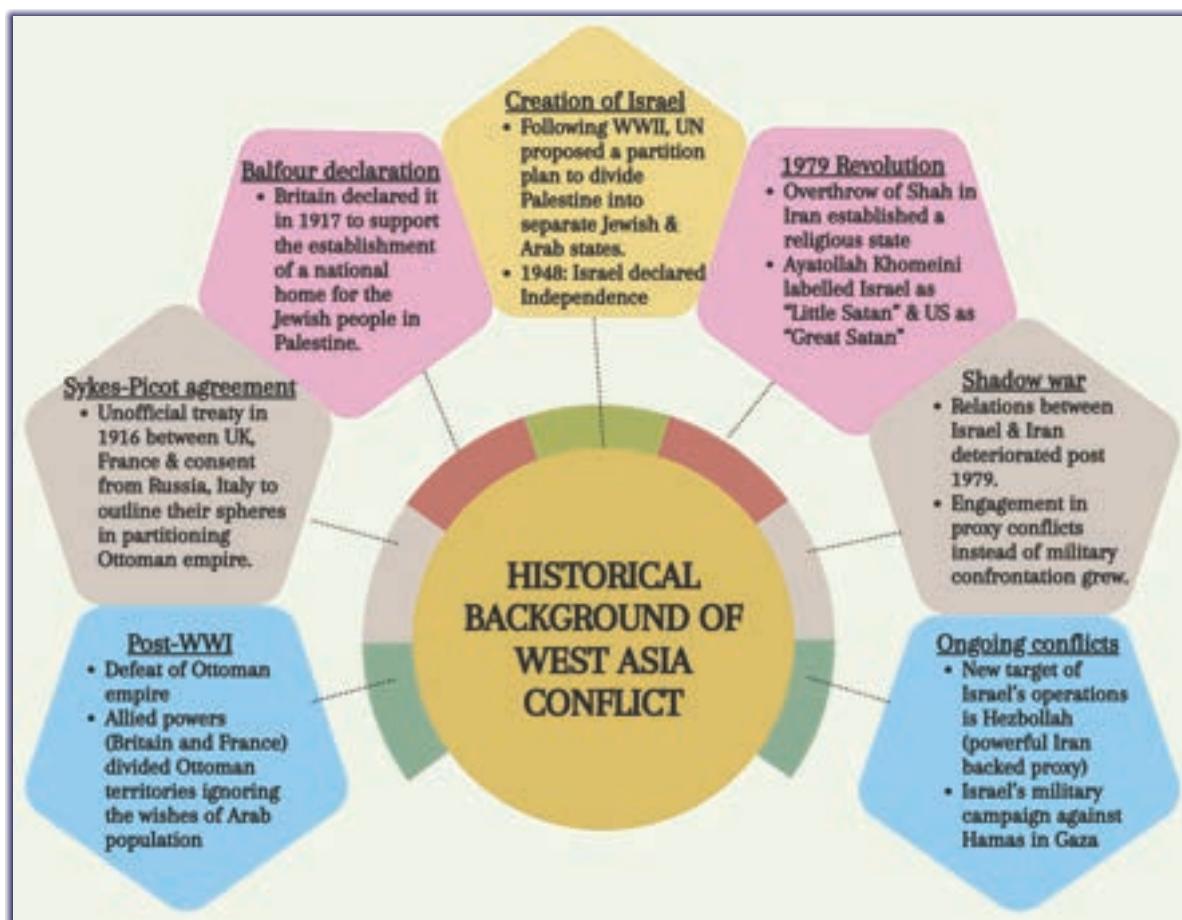 HISTORICAL
BACKGROUND OF
WEST ASIA
CONFLICT
Post-WWI
• Defeat of Ottoman
empire
• Allied powers
(Britain and France)
divided Ottoman
territories ignoring
the wishes of Arab
population
Sykes-Picot agreement
• Unofficial treaty in
1916 between UK,
France & consent
from Russia, Italy to
outline their spheres
in partitioning
Ottoman empire.
Balfour declaration
• Britain declared it
in 1917 to support
the establishment
of a national
home for the
Jewish people in
Palestine.
Creation of Israel
• Following WWII, UN
proposed a partition
plan to divide
Palestine into
separate Jewish &
Arab states.
• 1948: Israel declared
Independence
1979 Revolution
• Overthrow of Shah in
Iran established a
religious state
• Ayatollah Khomeini
labelled Israel as
“Little Satan” & US as
“Great Satan”
Shadow war
• Relations between
Israel & Iran
deteriorated post
1979.
• Engagement in
proxy conflicts
instead of military
confrontation grew.
Ongoing conflicts
• New target of
Israel’s operations
is Hezbollah
(powerful Iran
backed proxy)
• Israel’s military
campaign against
Hamas in Gaza